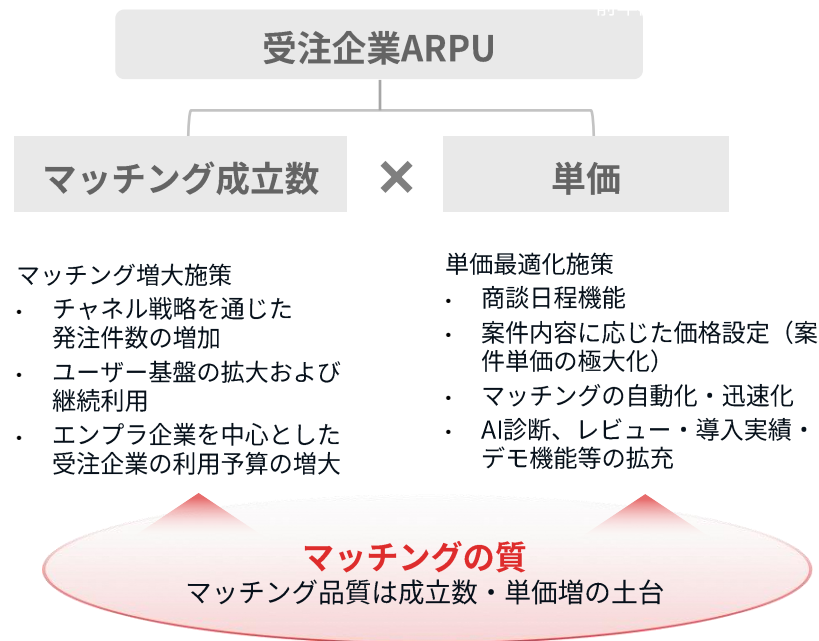 受注企業ARPU
マッチング成立数
×
単価
マッチング増大施策
• チャネル戦略を通じた
発注件数の増加
• ユーザー基盤の拡大および
継続利用
• エンプラ企業を中心とした
受注企業の利用予算の増大
単価最適化施策
• 商談日程機能
• 案件内容に応じた価格設定（案
件単価の極大化）
• マッチングの自動化・迅速化
• AI診断、レビュー・導入実績・
デモ機能等の拡充
マッチングの質
マッチング品質は成立数・単価増の土台